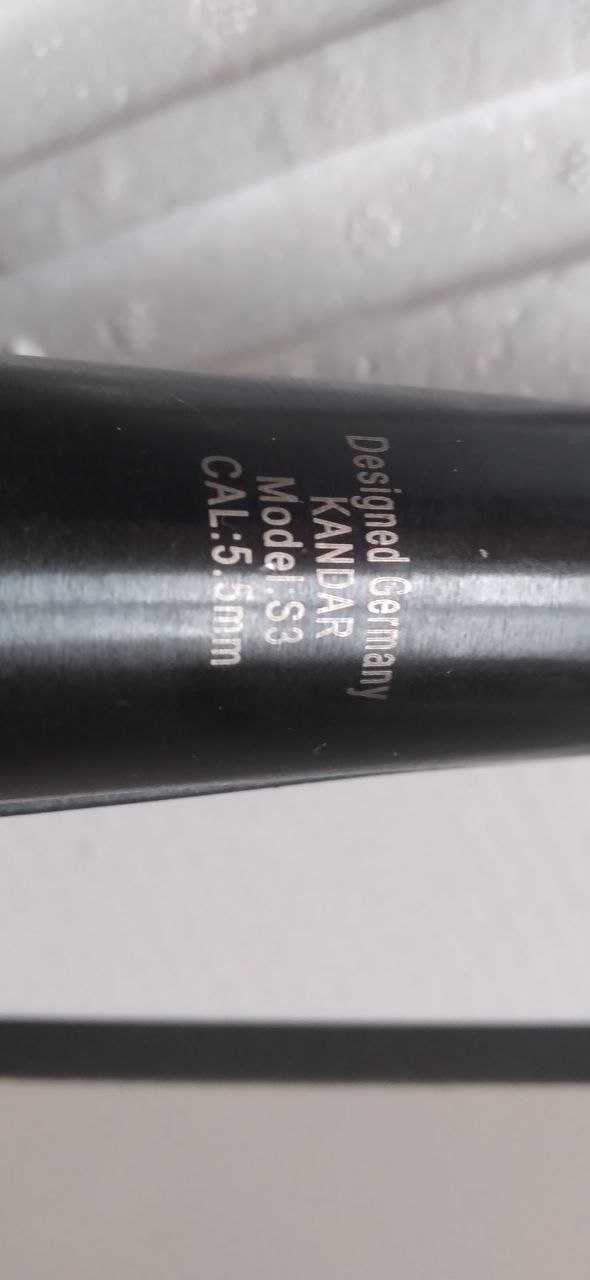 Designed Germany
KANDAR
Model:S3
CAL:5.5mm